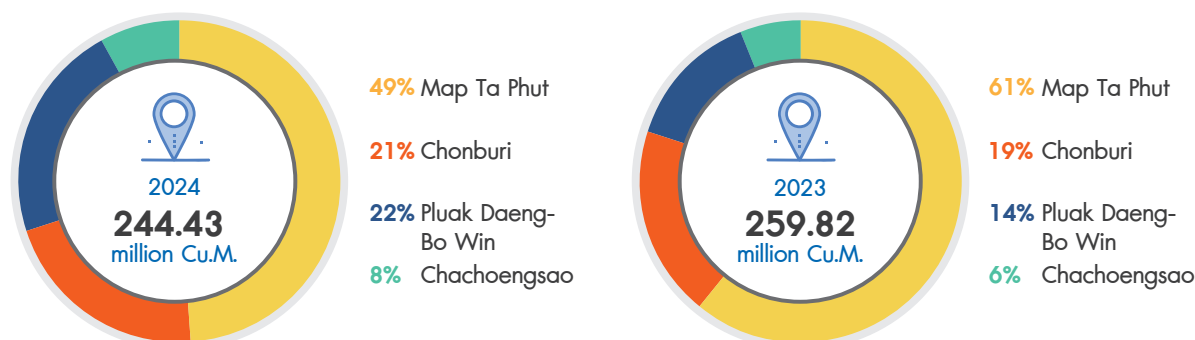 2024
244.43
million Cu.M.
49% Map Ta Phut
21% Chonburi
22% Pluak Daeng-
Bo Win
8% Chachoengsao
2023
259.82
million Cu.M.
61% Map Ta Phut
19% Chonburi
14% Pluak Daeng-
Bo Win
6% Chachoengsao